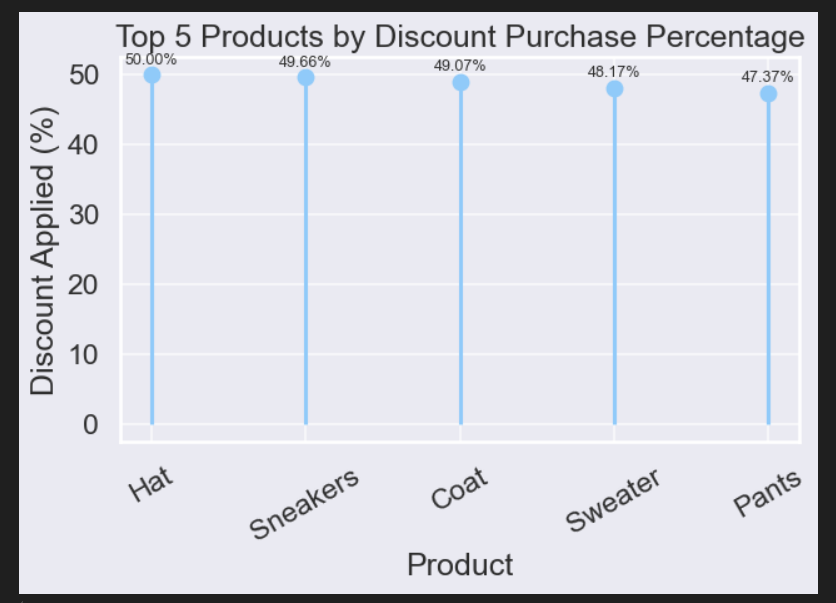 Top 5 Products by Discount Purchase Percentage
50.00%
49.66%
49.07%
48.17%
47.37%
Discount Applied (%)
50
40
30
20
10
0
Hat
Sneakers
Coat
Sweater
Pants
Product